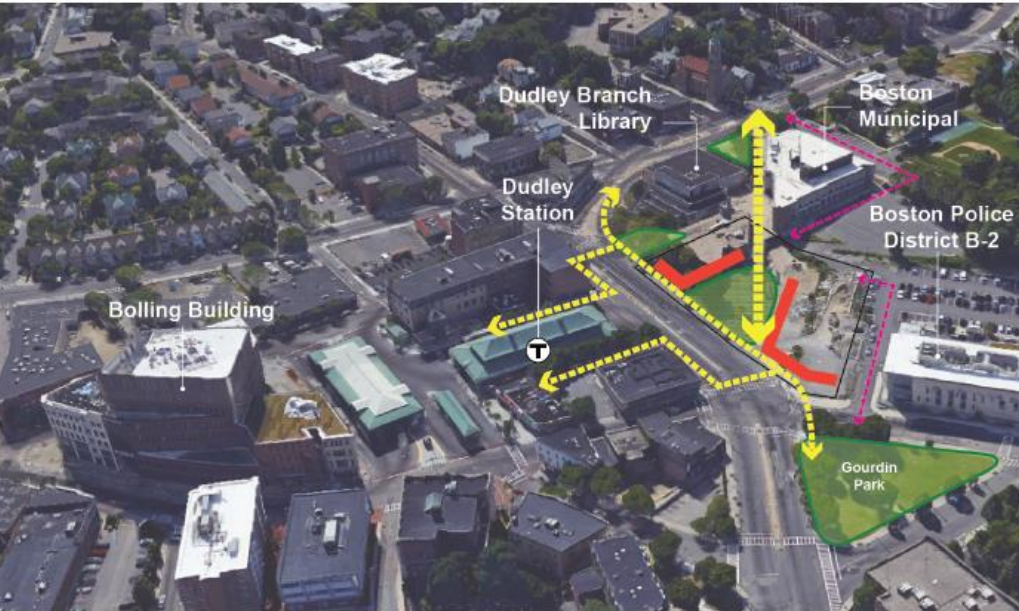 Dudley Branch
Library
Boston
Municipal
Dudley
Station
Boston Police
District B-2
Bolling Building
T
Gourdin
Park